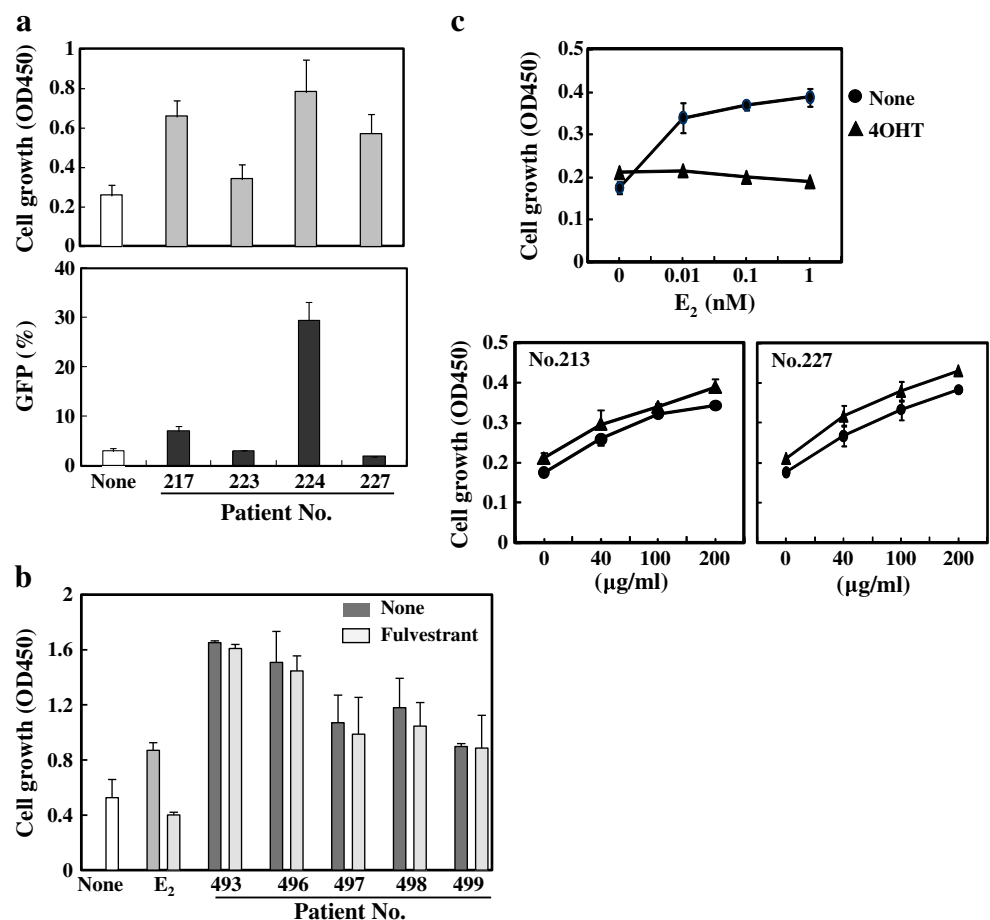 a
Cell growth (OD450)
1
0.8
0.6
0.4
0.2
0
GFP (%)
40
30
20
10
0
None 217 223 224 227
Patient No.
b
Cell growth (OD450)
2
1.6
1.2
0.8
0.4
0
None
Fulvestrant
None E2 493 496 497 498 499
Patient No.
c
Cell growth (OD450)
0.5
0.4
0.3
0.2
0.1
0 0.01 0.1 1
E2 (nM)
None
4OHT
Cell growth (OD450)
0.5
0.4
0.3
0.2
0.1
No.213
0 40 100 200
(μg/ml)
No.227
0 40 100 200
(μg/ml)